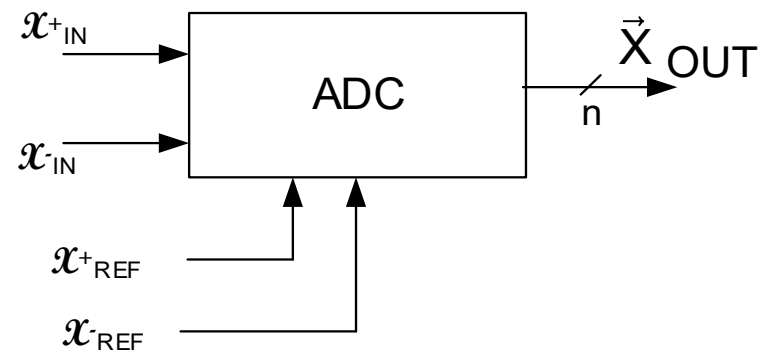 𝒳+IN
ADC
X⃗ OUT
n
𝒳-IN
𝒳+REF
𝒳-REF